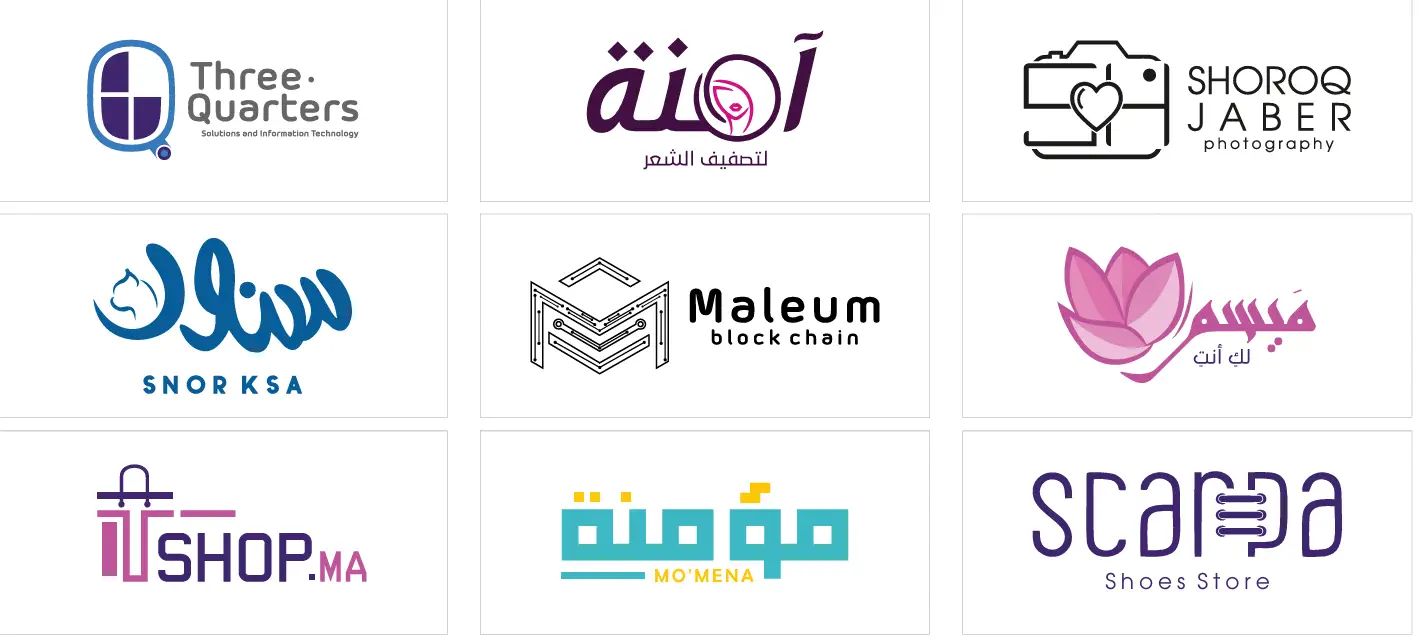 Three
Quarters
Solutions and Information Technology
آمنة
لتصفيف الشعر
SHOROQ
JABER
photography
سنور
SNOR KSA
Maleum
block chain
مَيسم
لكِ أنتِ
IT SHOP.MA
مؤمنة
MO'MENA
scarpa
Shoes Store